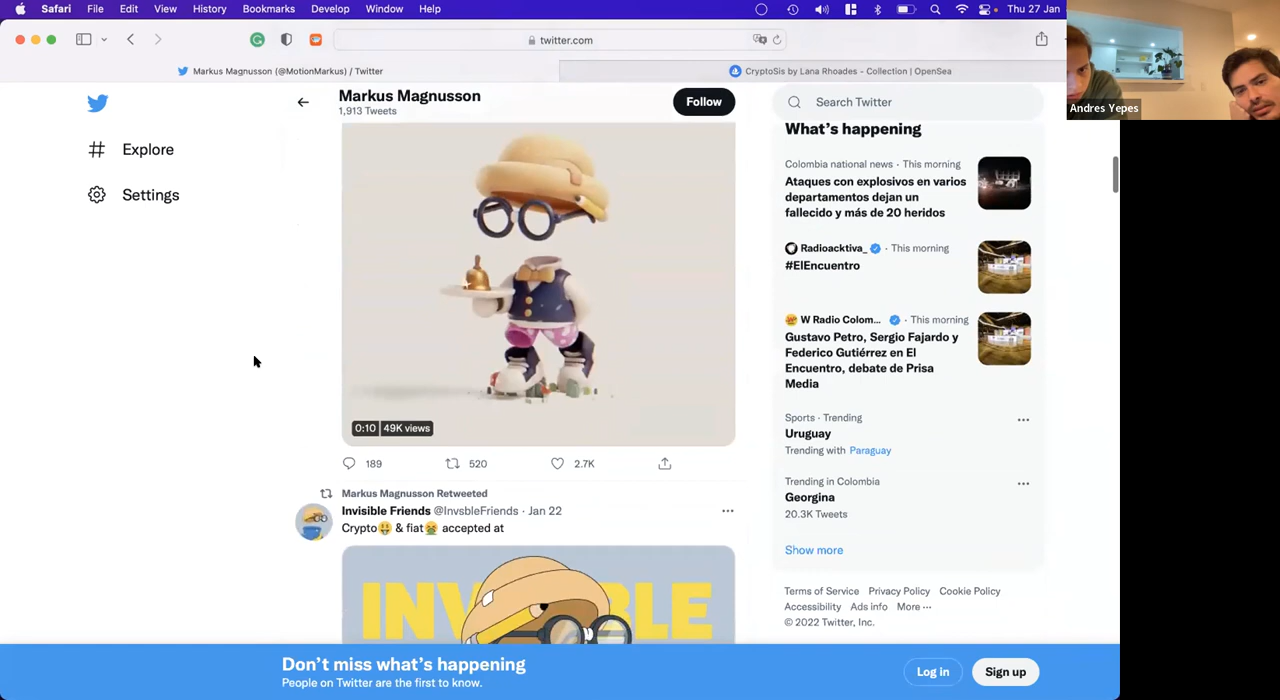 Safari File Edit View History Bookmarks Develop Window Help
Thu 27 Jan
twitter.com
Markus Magnusson (@MotionMarkus) / Twitter
CryptoSis by Lana Rhoades - Collection | OpenSea
Andres Yepes
Explore
Settings
Markus Magnusson
1,913 Tweets
Follow
0:10 49K views
189 520 2.7K
Markus Magnusson Retweeted
Invisible Friends @InvsbleFriends · Jan 22
Crypto🤑 & fiat🤮 accepted at
Search Twitter
What's happening
Colombia national news · This morning
Ataques con explosivos en varios
departamentos dejan un
fallecido y más de 20 heridos
Radioacktiva_ · This morning
#ElEncuentro
W Radio Colom... · This morning
Gustavo Petro, Sergio Fajardo y
Federico Gutiérrez en El
Encuentro, debate de Prisa
Media
Sports · Trending
Uruguay
Trending with Paraguay
Trending in Colombia
Georgina
20.3K Tweets
Show more
Terms of Service Privacy Policy Cookie Policy
Accessibility Ads info More ···
© 2022 Twitter, Inc.
Don't miss what's happening
People on Twitter are the first to know.
Log in
Sign up